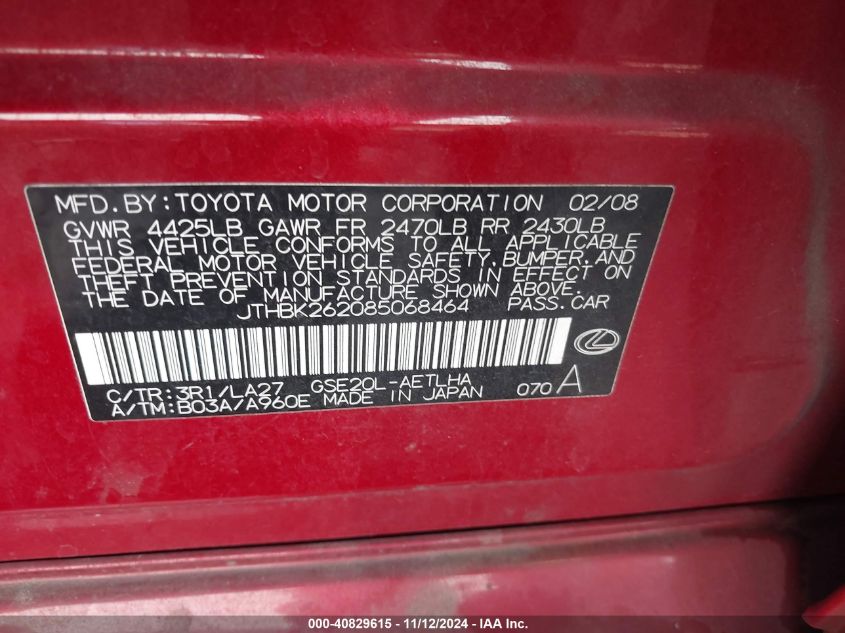 MFD. BY: TOYOTA MOTOR CORPORATION 02/08
GVWR 4425LB GAWR FR 2470LB RR 2430LB
THIS VEHICLE CONFORMS TO ALL APPLICABLE
FEDERAL MOTOR VEHICLE SAFETY, BUMPER, AND
THEFT PREVENTION STANDARDS IN EFFECT ON
THE DATE OF MANUFACTURE SHOWN ABOVE.
JTHBK262085068464 PASS. CAR
C/TR: 3R1/LA27 GSE20L-AETLHA
A/TM: B03A/A960E MADE IN JAPAN 070 A
000-40829615 - 11/12/2024 - IAA Inc.